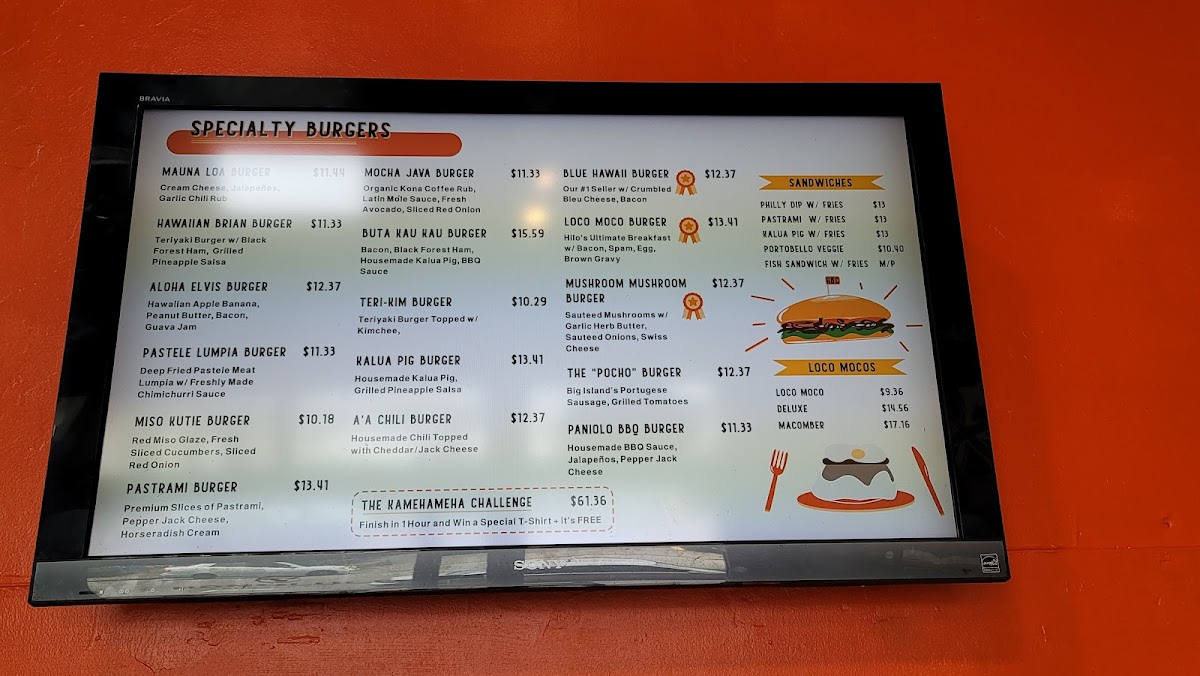 BRAVIA
SPECIALTY BURGERS
MAUNA LOA BURGER $11.44
Cream Cheese, Jalapeños,
Garlic Chili Rub
HAWAIIAN BRIAN BURGER $11.33
Teriyaki Burger w/ Black
Forest Ham, Grilled
Pineapple Salsa
ALOHA ELVIS BURGER $12.37
Hawaiian Apple Banana,
Peanut Butter, Bacon,
Guava Jam
PASTELE LUMPIA BURGER $11.33
Deep Fried Pastele Meat
Lumpia w/ Freshly Made
Chimichurri Sauce
MISO KUTIE BURGER $10.18
Red Miso Glaze, Fresh
Sliced Cucumbers, Sliced
Red Onion
PASTRAMI BURGER $13.41
Premium Slices of Pastrami,
Pepper Jack Cheese,
Horseradish Cream
MOCHA JAVA BURGER $11.33
Organic Kona Coffee Rub,
Latin Mole Sauce, Fresh
Avocado, Sliced Red Onion
BUTA KAU KAU BURGER $15.59
Bacon, Black Forest Ham,
Housemade Kalua Pig, BBQ
Sauce
TERI-KIM BURGER $10.29
Teriyaki Burger Topped w/
Kimchee,
KALUA PIG BURGER $13.41
Housemade Kalua Pig,
Grilled Pineapple Salsa
A'A CHILI BURGER $12.37
Housemade Chili Topped
with Cheddar/Jack Cheese
THE KAMEHAMEHA CHALLENGE $61.36
Finish in 1 Hour and Win a Special T-Shirt + it's FREE
BLUE HAWAII BURGER $12.37
Our #1 Seller w/ Crumbled
Bleu Cheese, Bacon
LOCO MOCO BURGER $13.41
Hilo's Ultimate Breakfast
w/ Bacon, Spam, Egg,
Brown Gravy
MUSHROOM MUSHROOM $12.37
BURGER
Sauteed Mushrooms w/
Garlic Herb Butter,
Sauteed Onions, Swiss
Cheese
THE "POCHO" BURGER $12.37
Big Island's Portugese
Sausage, Grilled Tomatoes
PANIOLO BBQ BURGER $11.33
Housemade BBQ Sauce,
Jalapeños, Pepper Jack
Cheese
SANDWICHES
PHILLY DIP W/ FRIES $13
PASTRAMI W/ FRIES $13
KALUA PIG W/ FRIES $13
PORTOBELLO VEGGIE $10.40
FISH SANDWICH W/ FRIES M/P
LOCO MOCOS
LOCO MOCO $9.36
DELUXE $14.56
MACOMBER $17.16
SONY